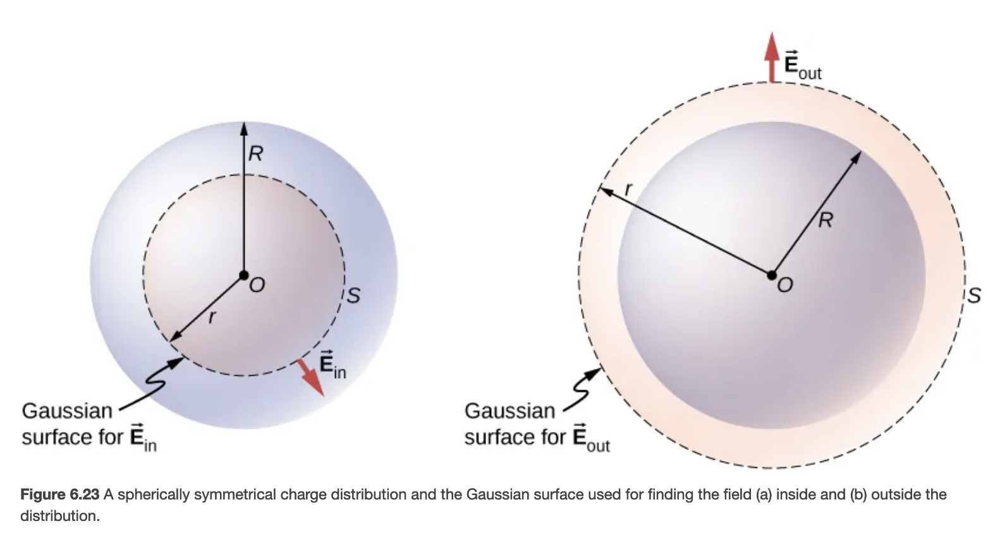 R
O
S
r
E⃗in
Gaussian
surface for E⃗in
E⃗out
r
R
O
S
Gaussian
surface for E⃗out
Figure 6.23 A spherically symmetrical charge distribution and the Gaussian surface used for finding the field (a) inside and (b) outside the
distribution.